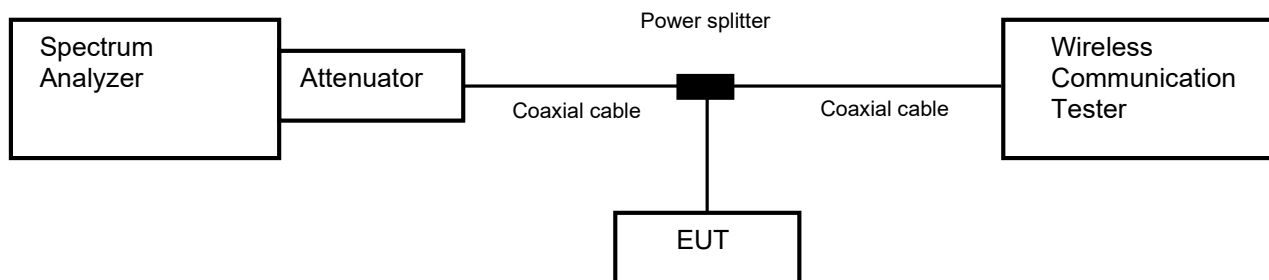 Power splitter
Spectrum
Analyzer
Attenuator
Wireless
Communication
Tester
Coaxial cable
Coaxial cable
EUT